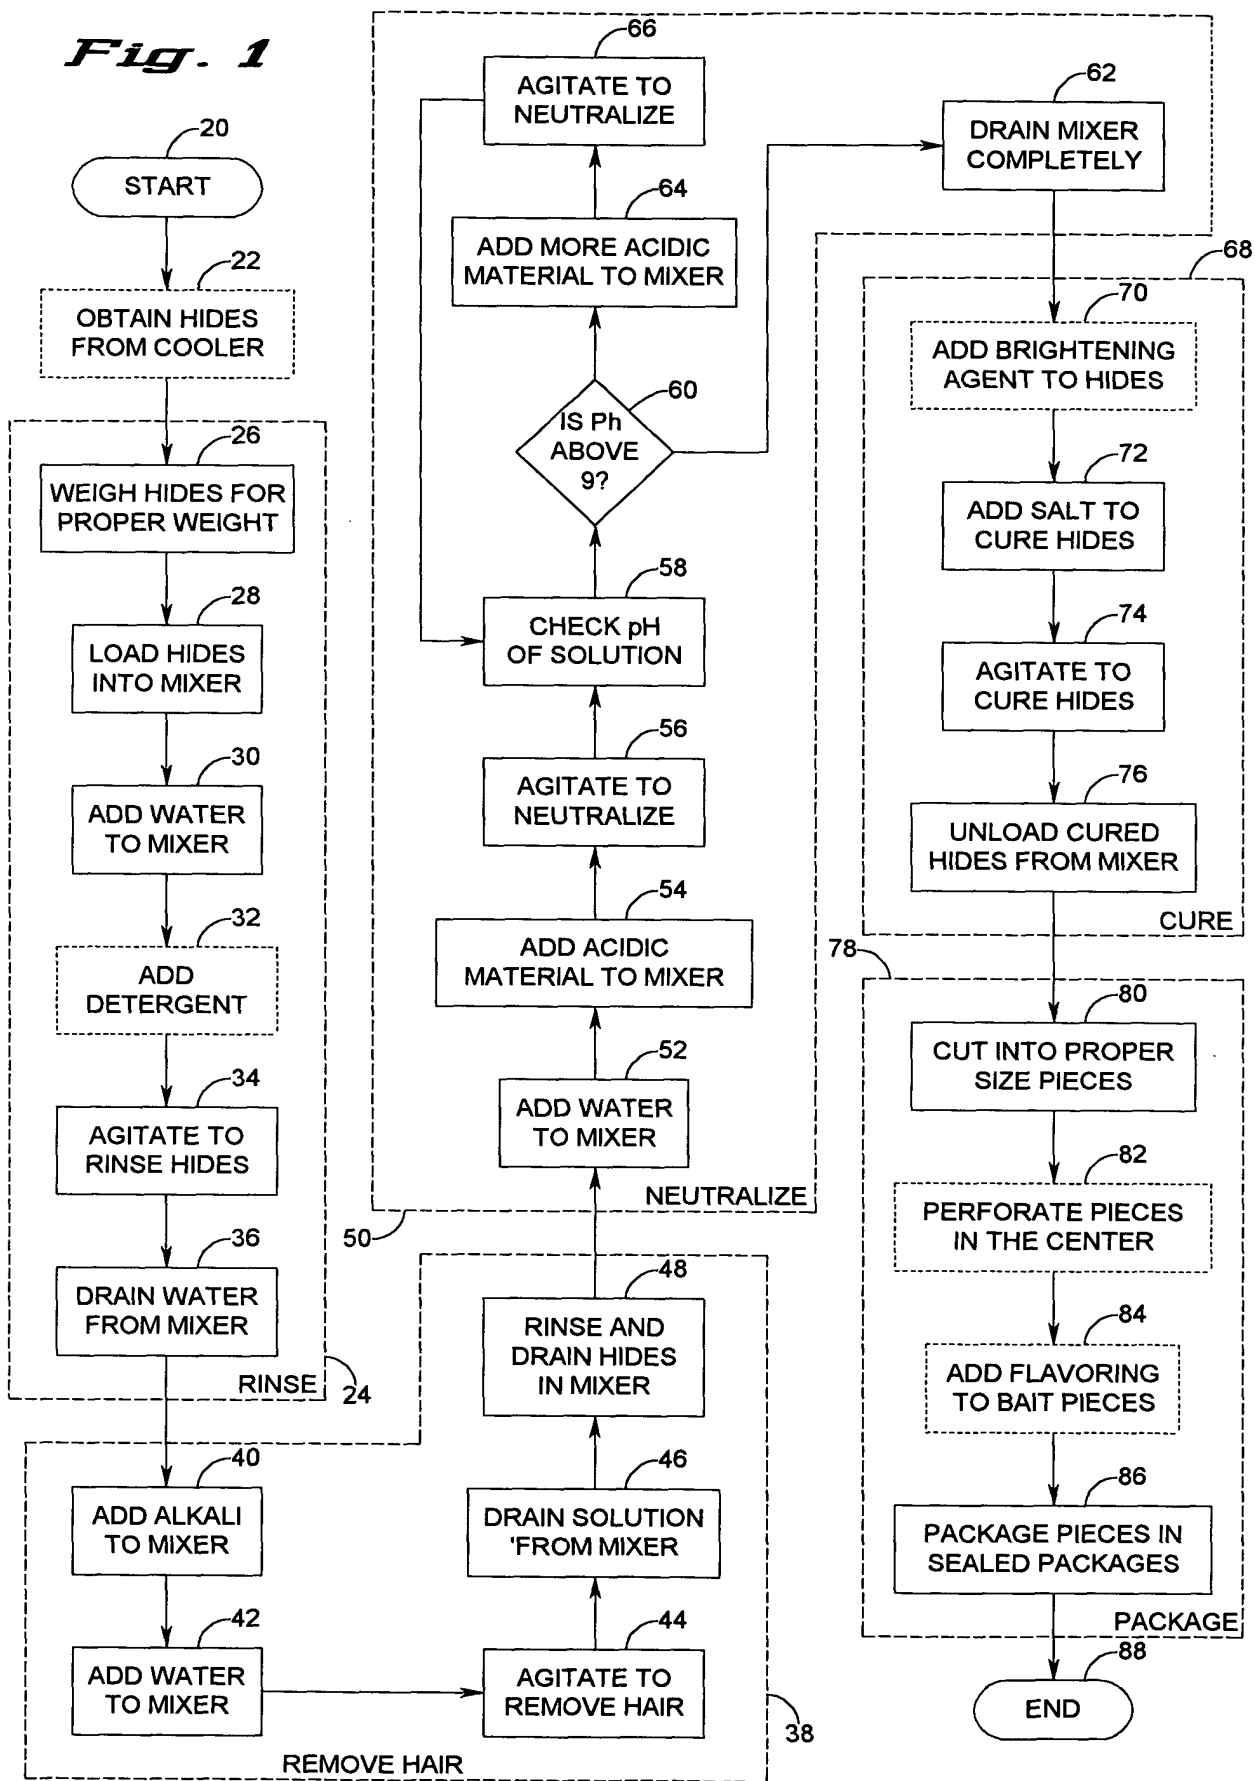 Fig. 1
20
START
22
OBTAIN HIDES
FROM COOLER
26
WEIGH HIDES FOR
PROPER WEIGHT
28
LOAD HIDES
INTO MIXER
30
ADD WATER
TO MIXER
32
ADD
DETERGENT
34
AGITATE TO
RINSE HIDES
36
DRAIN WATER
FROM MIXER
RINSE
24
40
ADD ALKALI
TO MIXER
42
ADD WATER
TO MIXER
44
AGITATE TO
REMOVE HAIR
46
DRAIN SOLUTION
'FROM MIXER
48
RINSE AND
DRAIN HIDES
IN MIXER
38
REMOVE HAIR
50
NEUTRALIZE
52
ADD WATER
TO MIXER
54
ADD ACIDIC
MATERIAL TO MIXER
56
AGITATE TO
NEUTRALIZE
58
CHECK pH
OF SOLUTION
60
IS Ph
ABOVE
9?
64
ADD MORE ACIDIC
MATERIAL TO MIXER
66
AGITATE TO
NEUTRALIZE
62
DRAIN MIXER
COMPLETELY
68
70
ADD BRIGHTENING
AGENT TO HIDES
72
ADD SALT TO
CURE HIDES
74
AGITATE TO
CURE HIDES
76
UNLOAD CURED
HIDES FROM MIXER
CURE
78
80
CUT INTO PROPER
SIZE PIECES
82
PERFORATE PIECES
IN THE CENTER
84
ADD FLAVORING
TO BAIT PIECES
86
PACKAGE PIECES IN
SEALED PACKAGES
PACKAGE
88
END